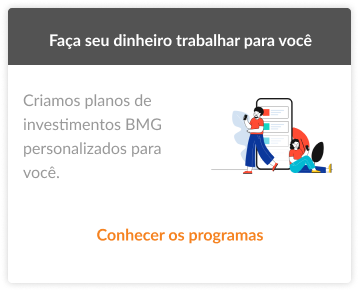 Faça seu dinheiro trabalhar para você
Criamos planos de
investimentos BMG
personalizados para
você.
Conhecer os programas